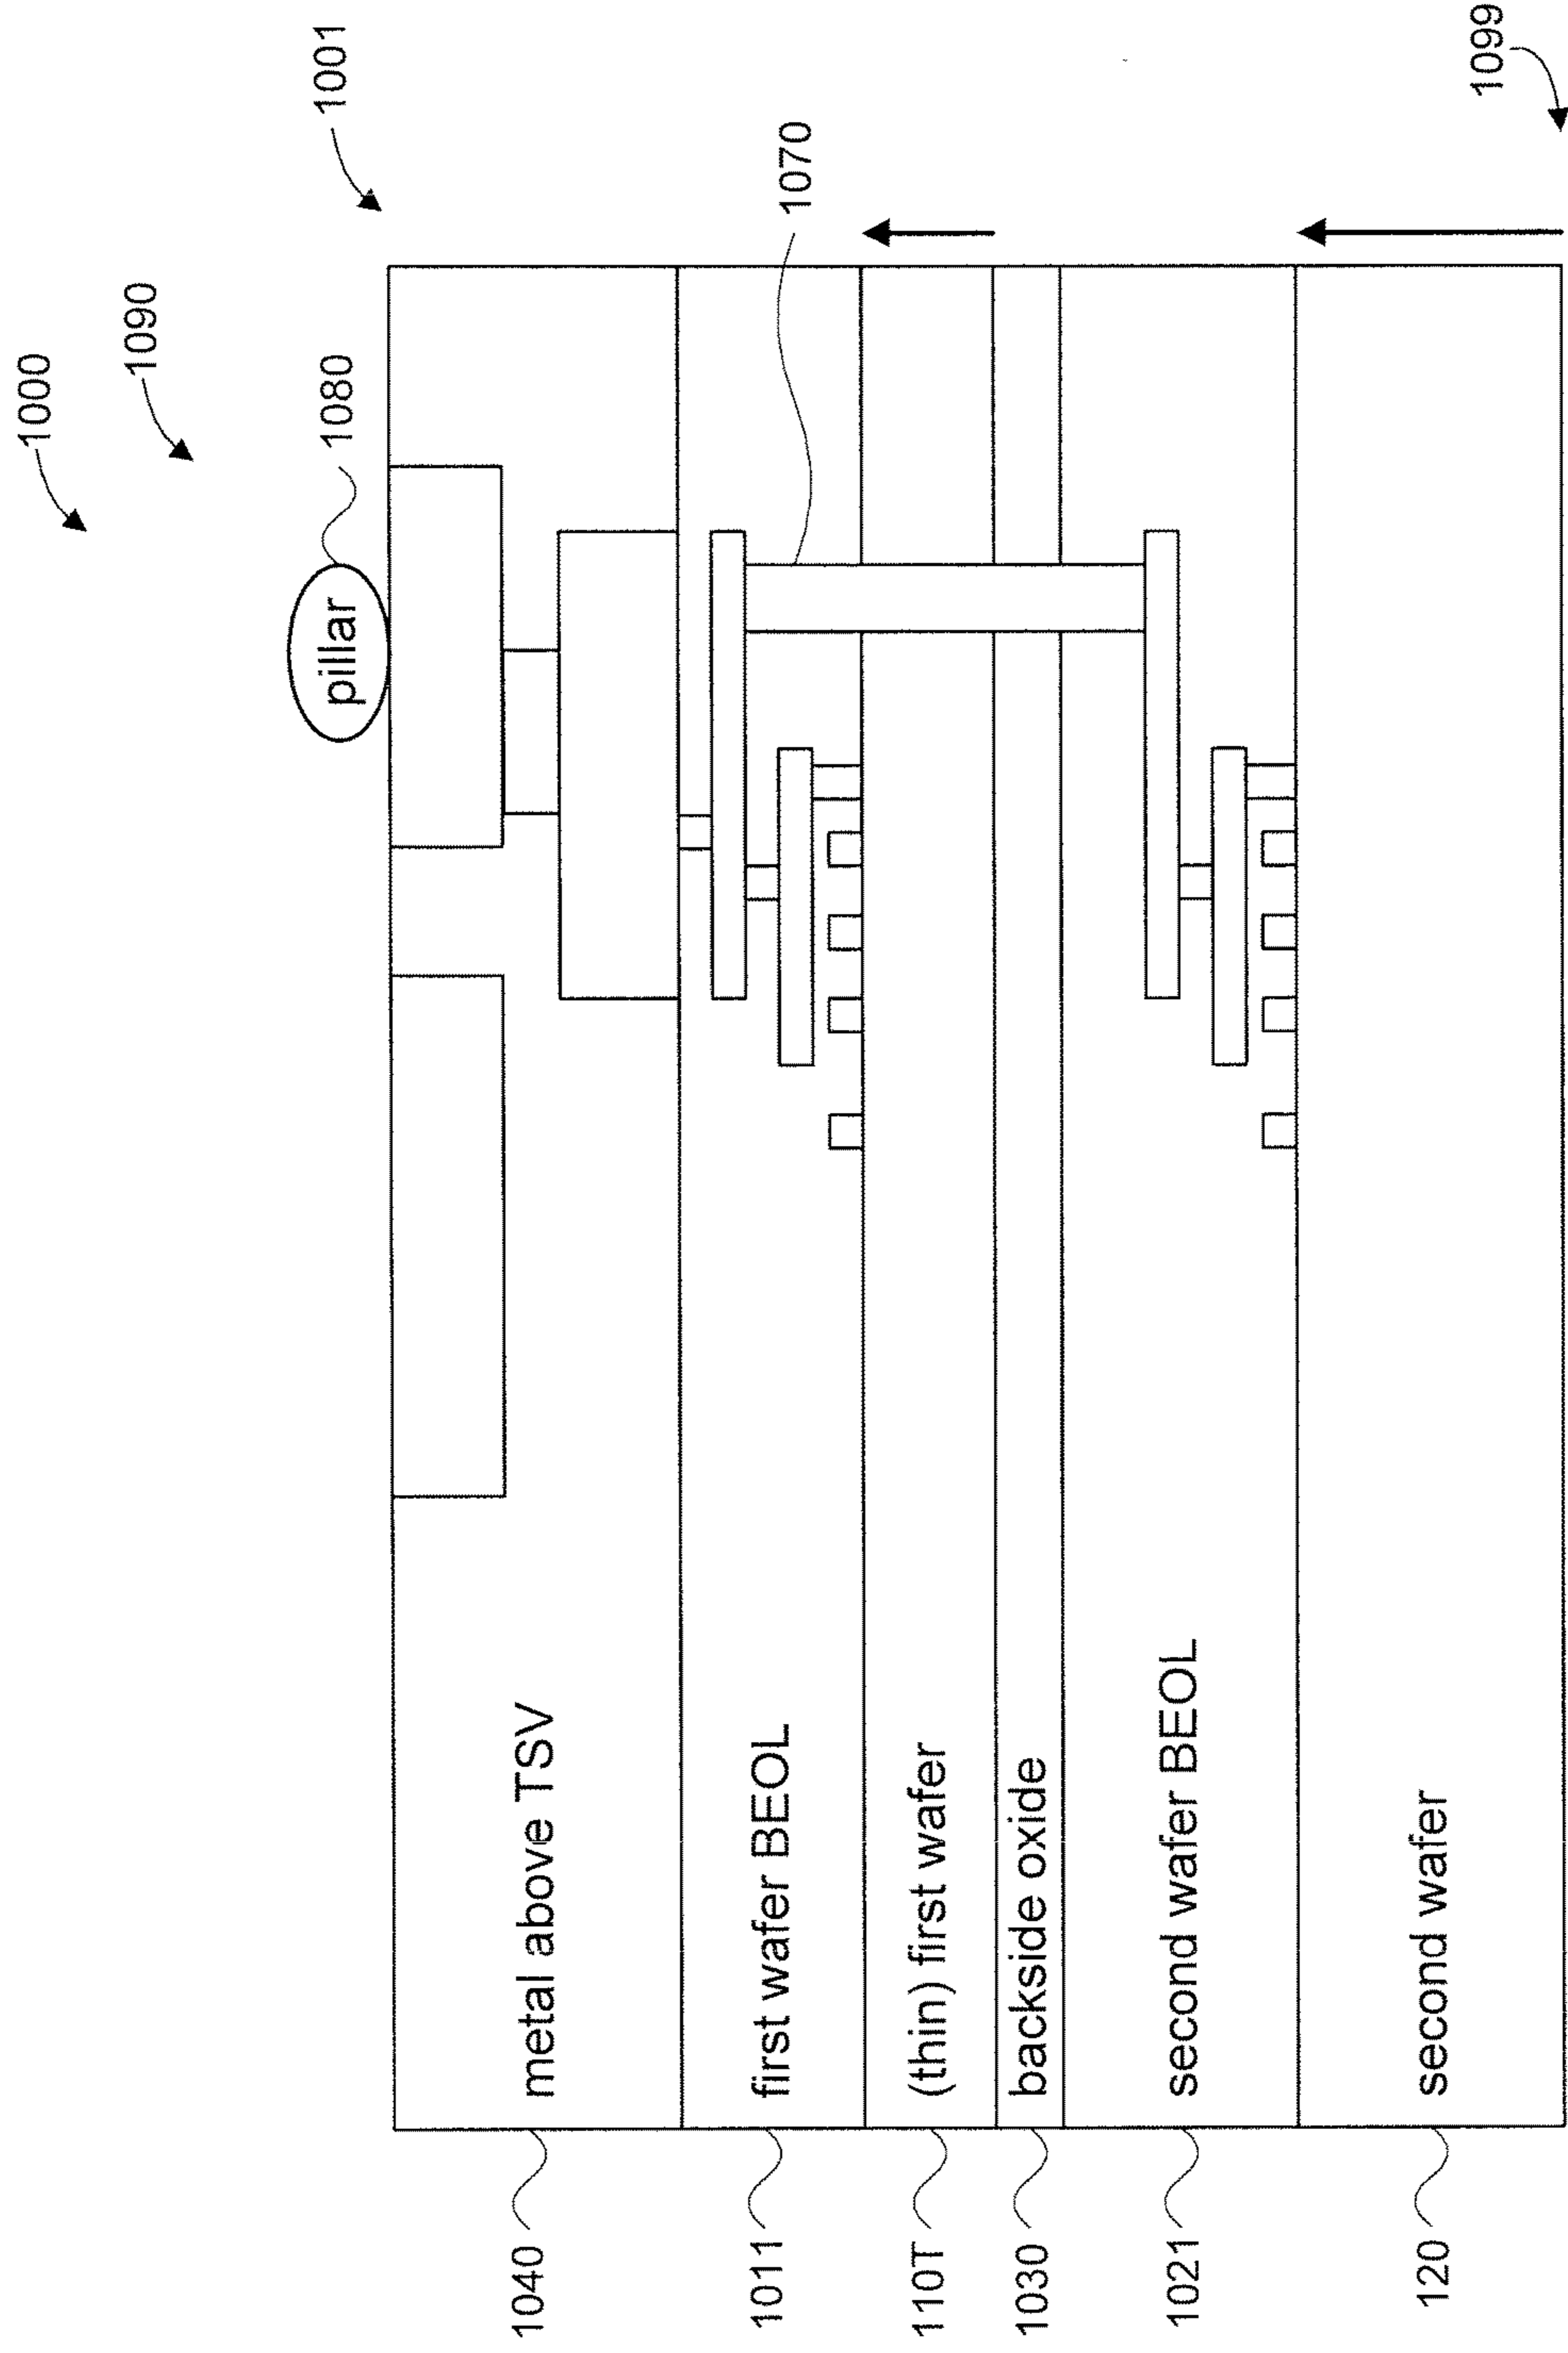 1000
1090
1080
1001
pillar
1070
1099
1040
metal above TSV
1011
first wafer BEOL
110T
(thin) first wafer
1030
backside oxide
1021
second wafer BEOL
120
second wafer